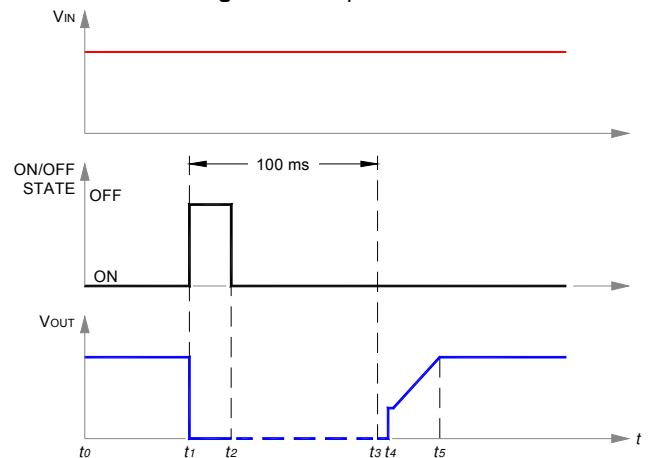 VIN
100 ms
ON/OFF
STATE
OFF
ON
VOUT
t0 t1 t2 t3 t4 t5 t